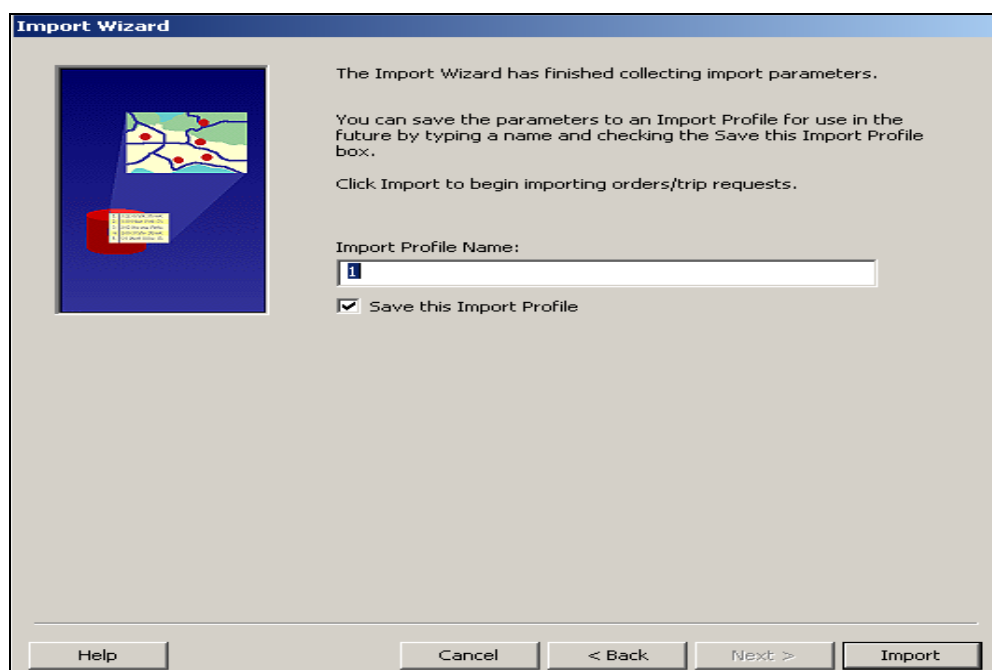 Import Wizard
The Import Wizard has finished collecting import parameters.
You can save the parameters to an Import Profile for use in the
future by typing a name and checking the Save this Import Profile
box.
Click Import to begin importing orders/trip requests.
Import Profile Name:
1
Save this Import Profile
Help
Cancel
< Back
Next >
Import